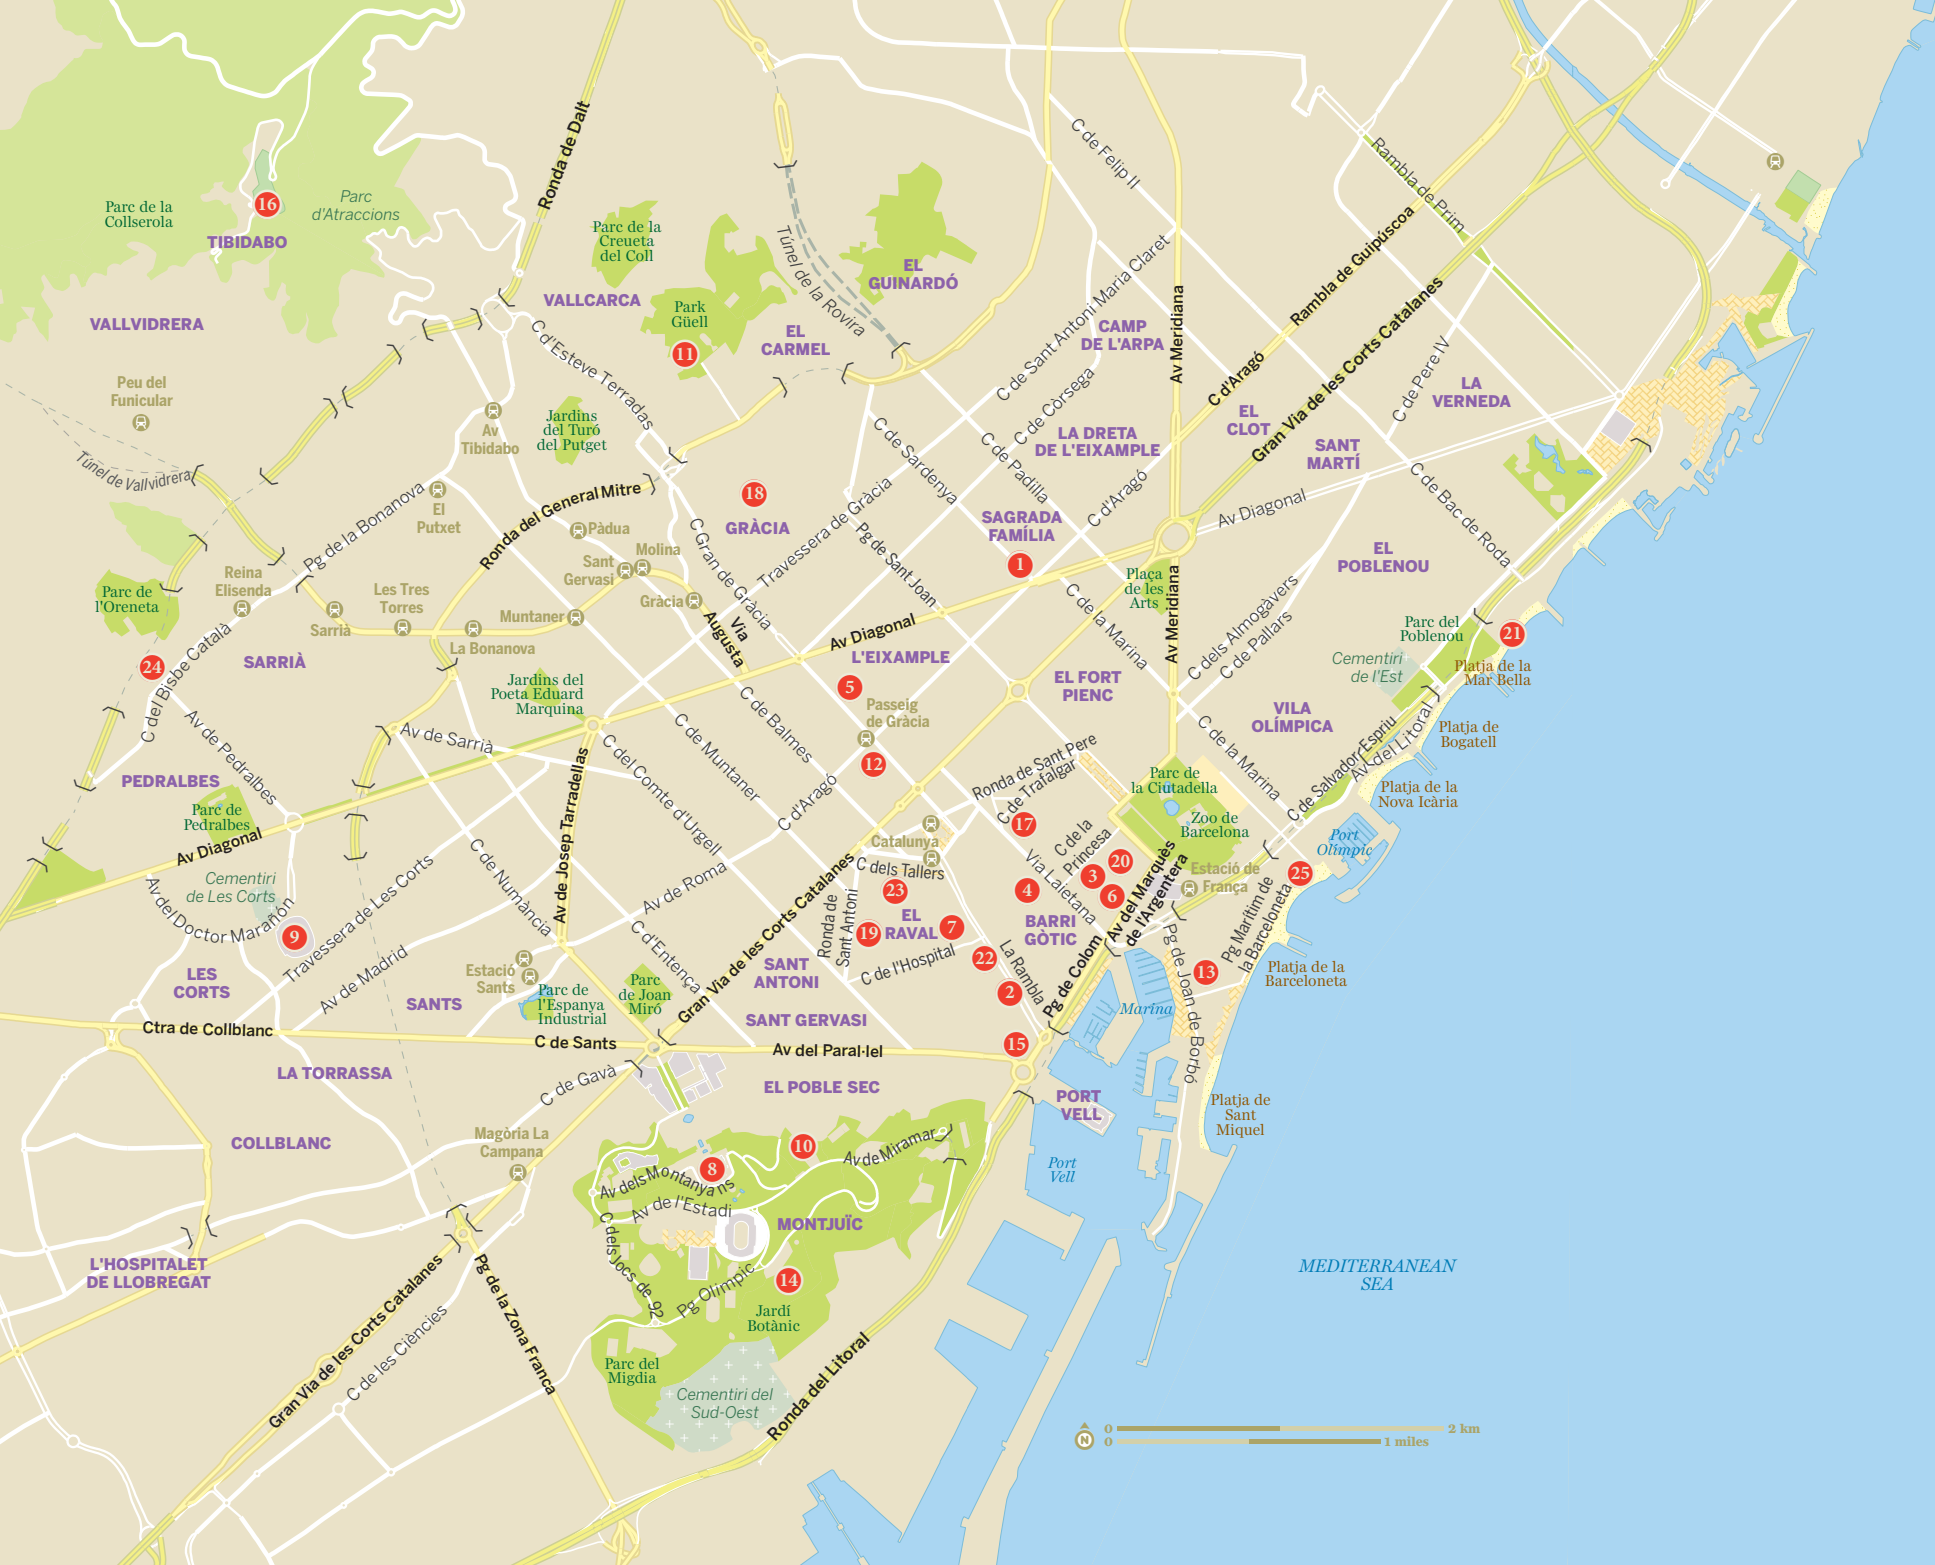 Ronda de Dalt
C de Felip II
Rambla de Prim
Parc de la
Collserola
16
Parc
d'Atraccions
TIBIDABO
Parc de la
Creueta
del Coll
Túnel de la Rovira
EL
GUINARDÓ
C de Sant Antoni Maria Claret
Rambla de Guipúscoa
VALLCARCA
Park
Güell
11
VALLVIDRERA
EL
CARMEL
CAMP
DE L'ARPA
Av Meridiana
C d'Aragó
Gran Via de les Corts Catalanes
C de Pere IV
LA
VERNEDA
C d'Esteve Terradas
Peu del
Funicular
Av
Tibidabo
Jardins
del Turó
del Putget
C de Còrsega
LA DRETA
DE L'EIXAMPLE
EL
CLOT
SANT
MARTÍ
Túnel de Vallvidrera
C de Sardenya
C de Padilla
C d'Aragó
C de Bac de Roda
Pg de la Bonanova
El
Putxet
Ronda del General Mitre
18
GRÀCIA
Travessera de Gràcia
SAGRADA
FAMÍLIA
Av Diagonal
Pàdua
Molina
Sant
Gervasi
C Gran de Gràcia
Pg de Sant Joan
1
EL
POBLENOU
Parc de
l'Oreneta
Reina
Elisenda
Sarrià
Les Tres
Torres
Muntaner
Gràcia
Via
Augusta
Plaça
de les
Arts
Av Meridiana
C de la Marina
C dels Almogàvers
C de Pallars
Parc del
Poblenou
21
La Bonanova
24
SARRIÀ
C del Bisbe Català
Av Diagonal
L'EIXAMPLE
Cementiri
de l'Est
Platja de la
Mar Bella
Jardins del
Poeta Eduard
Marquina
5
EL FORT
PIENC
Passeig
de Gràcia
VILA
OLÍMPICA
Av de Pedralbes
Av de Sarrià
C de Balmes
C de Muntaner
C del Comte d'Urgell
Platja de
Bogatell
C de la Marina
C de Salvador Espriu
Av del Litoral
PEDRALBES
Av de Josep Tarradellas
12
Ronda de Sant Pere
C de Trafalgar
Parc de
la Ciutadella
Platja de la
Nova Icària
Parc de
Pedralbes
Av Diagonal
C d'Aragó
17
Catalunya
C de la
Princesa
Zoo de
Barcelona
Port
Olímpic
C de Numància
Travessera de Les Corts
Av de Roma
Gran Via de les Corts Catalanes
C dels Tallers
Via Laietana
20
3
Av del Marquès
de l'Argentera
Estació de
França
25
Cementiri
de Les Corts
Av del Doctor Marañón
9
23
4
6
Ronda de
Sant Antoni
EL
RAVAL
19
7
BARRI
GÒTIC
Pg Marítim de
la Barceloneta
C d'Entença
C de l'Hospital
22
La Rambla
Pg de Colom
Pg de Joan de Borbó
13
Platja de la
Barceloneta
LES
CORTS
Av de Madrid
Estació
Sants
SANTS
Parc de
l'Espanya
Industrial
Parc
de Joan
Miró
SANT
ANTONI
2
Marina
SANT GERVASI
Ctra de Collblanc
C de Sants
Av del Paral·lel
15
LA TORRASSA
C de Gavà
EL POBLE SEC
PORT
VELL
Platja de
Sant
Miquel
COLLBLANC
Magòria La
Campana
10
8
Av de Miramar
Port
Vell
Av dels Montanyans
Av de l'Estadi
MONTJUÏC
C dels Jocs de 92
L'HOSPITALET
DE LLOBREGAT
Pg Olímpic
14
Jardí
Botànic
MEDITERRANEAN
SEA
Gran Via de les Corts Catalanes
Pg de la Zona Franca
C de les Ciències
Parc del
Migdia
Cementiri del
Sud-Oest
Ronda del Litoral
N
0
2 km
0
1 miles